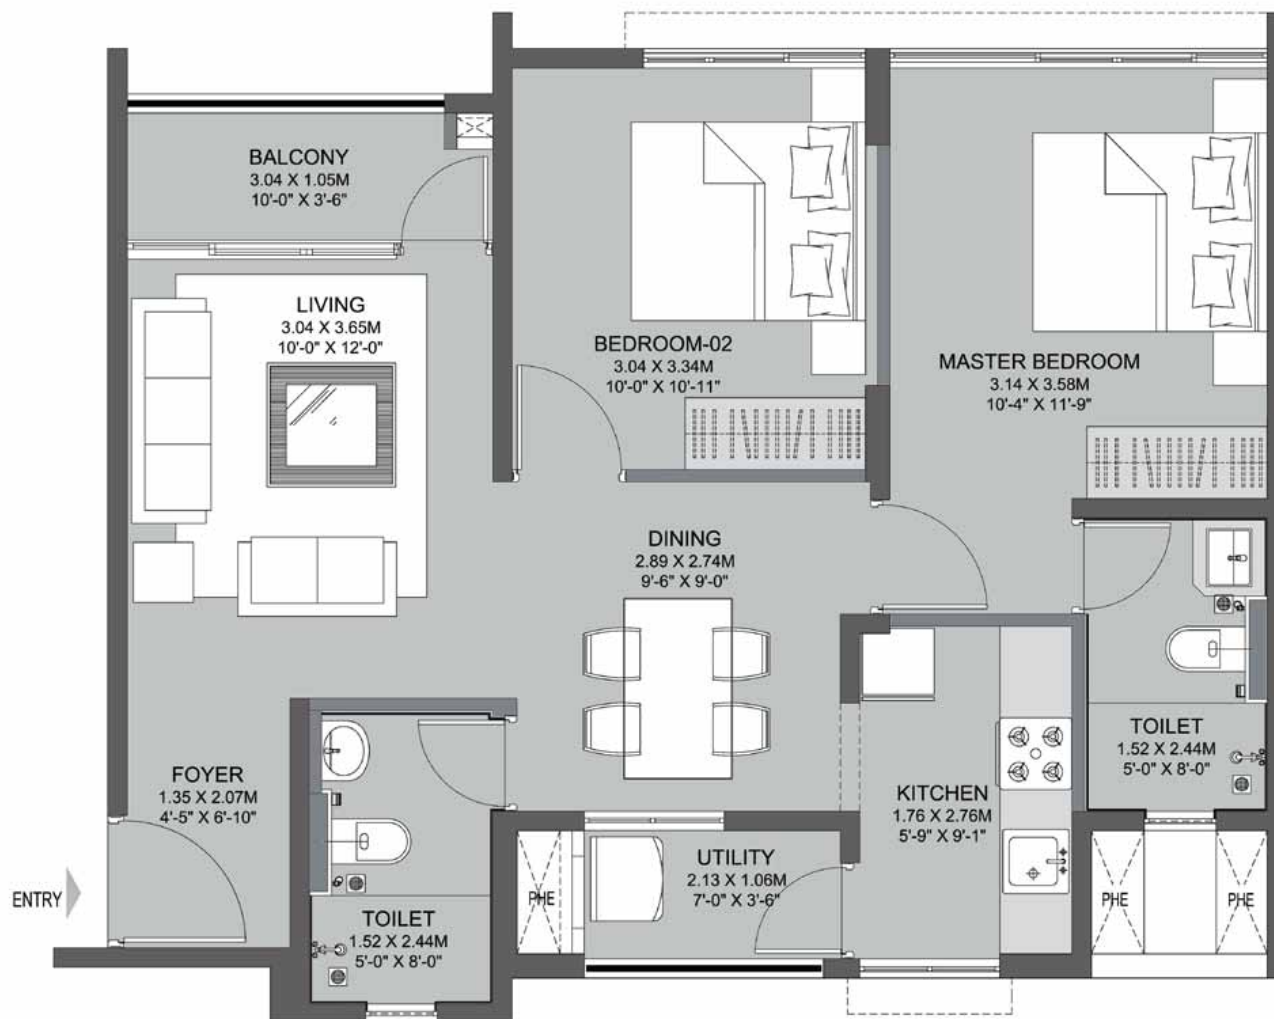 BALCONY
3.04 X 1.05M
10'-0" X 3'-6"
LIVING
3.04 X 3.65M
10'-0" X 12'-0"
BEDROOM-02
3.04 X 3.34M
10'-0" X 10'-11"
MASTER BEDROOM
3.14 X 3.58M
10'-4" X 11'-9"
DINING
2.89 X 2.74M
9'-6" X 9'-0"
TOILET
1.52 X 2.44M
5'-0" X 8'-0"
FOYER
1.35 X 2.07M
4'-5" X 6'-10"
KITCHEN
1.76 X 2.76M
5'-9" X 9'-1"
UTILITY
2.13 X 1.06M
7'-0" X 3'-6"
ENTRY
PHE
PHE
PHE
TOILET
1.52 X 2.44M
5'-0" X 8'-0"